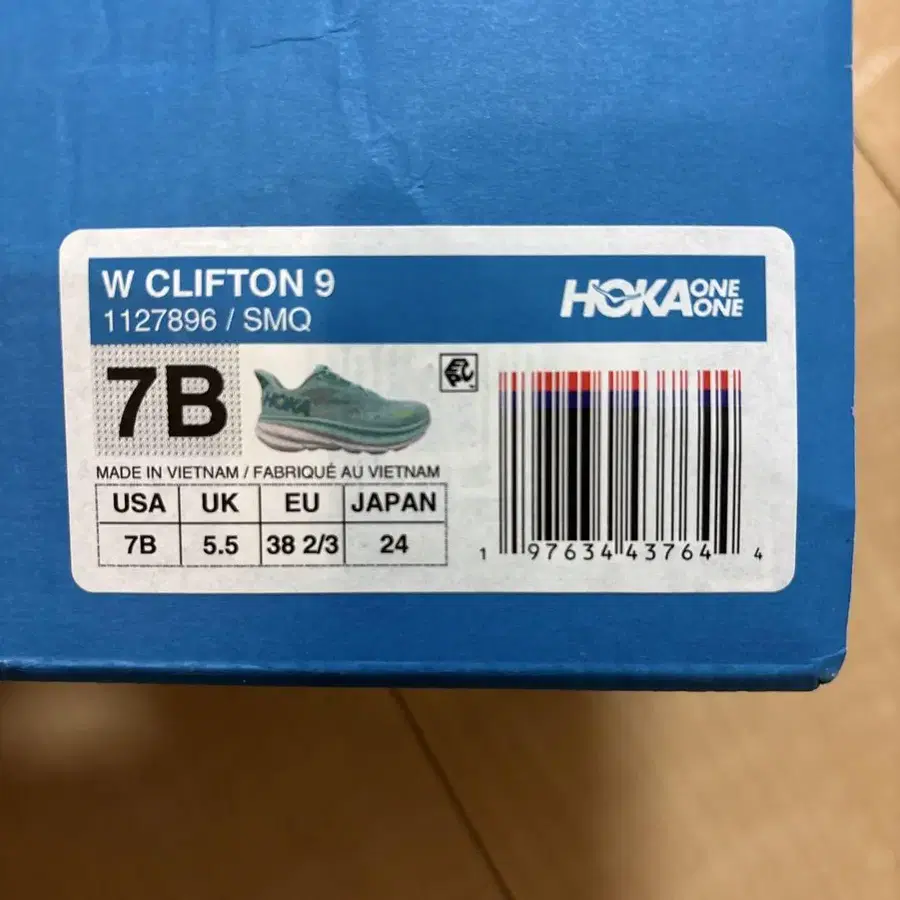 W CLIFTON 9
1127896 / SMQ
HOKA ONE ONE
7B
HOKA
MADE IN VIETNAM / FABRIQUÉ AU VIETNAM
USA UK EU JAPAN
7B 5.5 38 2/3 24
1 97634 43764 4